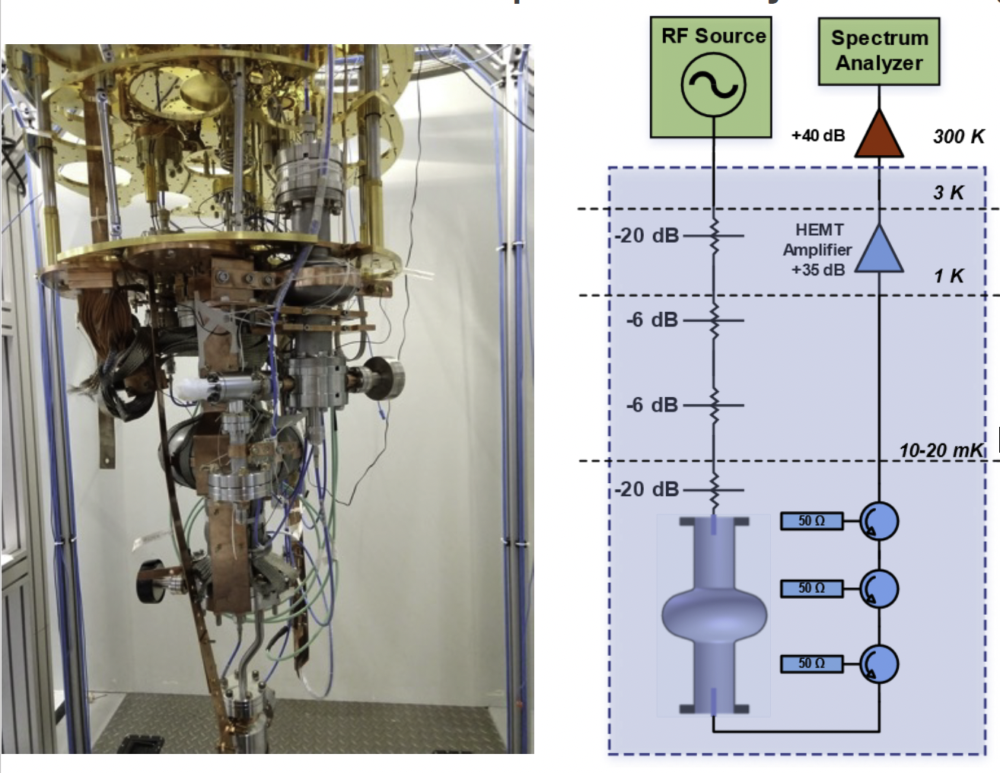 RF Source
Spectrum
Analyzer
+40 dB
300 K
3 K
-20 dB
HEMT
Amplifier
+35 dB
1 K
-6 dB
-6 dB
10-20 mK
-20 dB
50 Ω
50 Ω
50 Ω